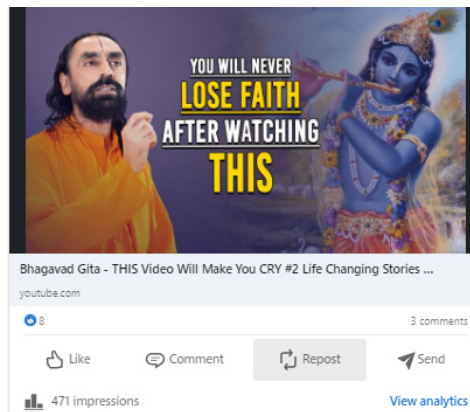 YOU WILL NEVER
LOSE FAITH
AFTER WATCHING
THIS
Bhagavad Gita - THIS Video Will Make You CRY #2 Life Changing Stories ...
youtube.com
8
3 comments
Like
Comment
Repost
Send
471 impressions
View analytics